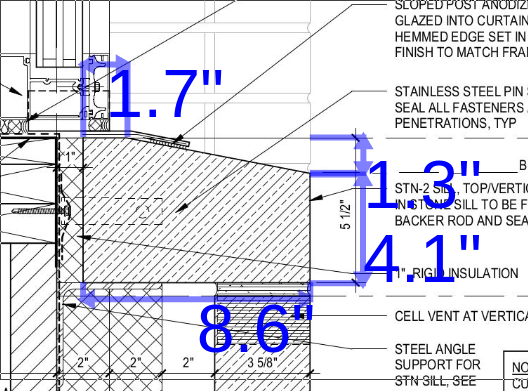 SLOPED POST ANODIZ
GLAZED INTO CURTAIN
HEMMED EDGE SET IN
FINISH TO MATCH FRA
1.7"
STAINLESS STEEL PIN
SEAL ALL FASTENERS
PENETRATIONS, TYP
1"
B
1.3"
STN-2 SILL, TOP/VERTIC
IN STONE SILL TO BE F
BACKER ROD AND SEA
5 1/2"
4.1"
1" RIGID INSULATION
8.6"
CELL VENT AT VERTICA
STEEL ANGLE
SUPPORT FOR
STN SILL, SEE
2"
2"
2"
3 5/8"
NO